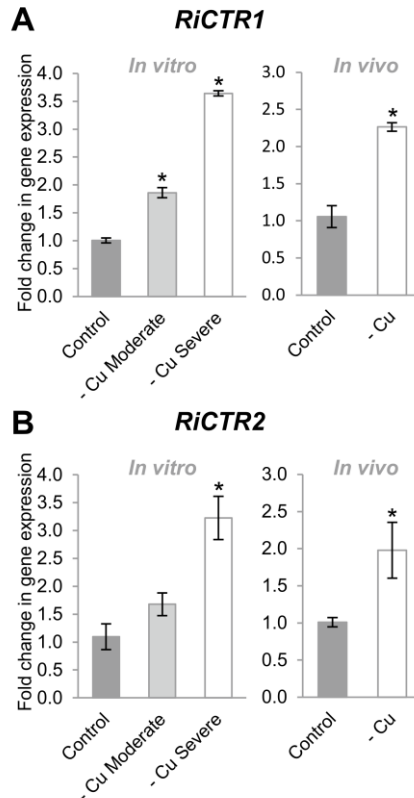 A
RiCTR1
In vitro
In vivo
Fold change in gene expression
4.0
3.5
3.0
2.5
2.0
1.5
1.0
0.5
0.0
*
*
Control
- Cu Moderate
- Cu Severe
3.0
2.5
2.0
1.5
1.0
0.5
0.0
*
Control
- Cu
B
RiCTR2
In vitro
In vivo
Fold change in gene expression
4.0
3.5
3.0
2.5
2.0
1.5
1.0
0.5
0.0
*
Control
- Cu Moderate
- Cu Severe
3.0
2.5
2.0
1.5
1.0
0.5
0.0
*
Control
- Cu